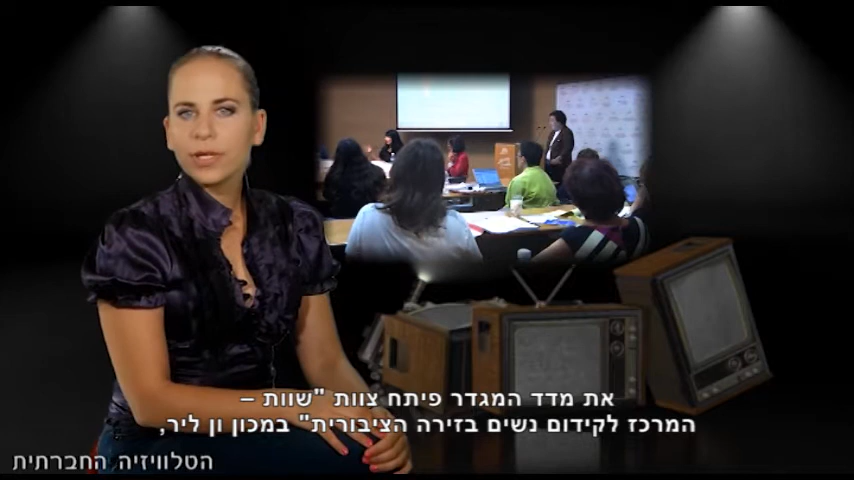 את מדד המגדר פיתח צוות "שוות –
המרכז לקידום נשים בזירה הציבורית" במכון ון ליר,
הטלוויזיה החברתית